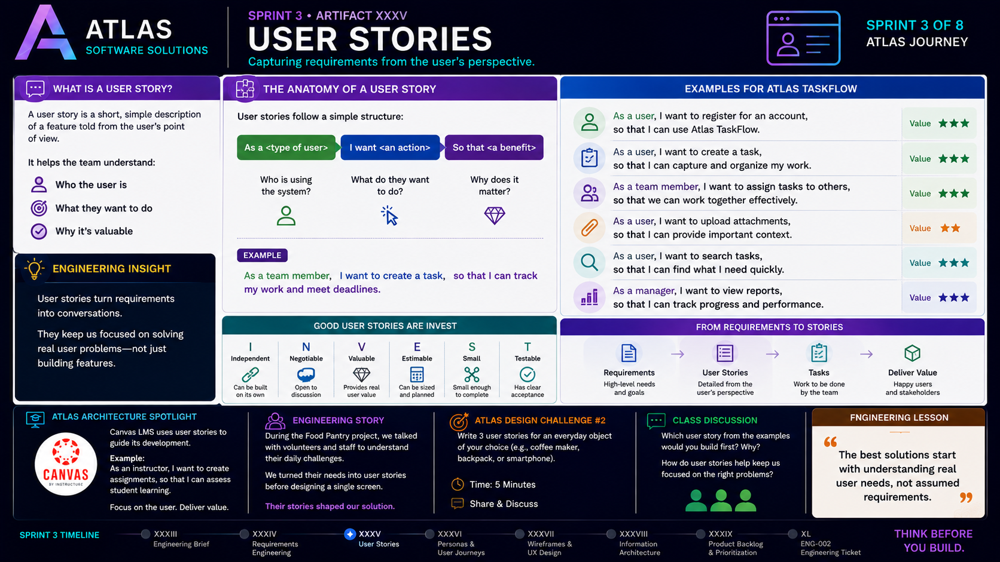 ATLAS
SOFTWARE SOLUTIONS
SPRINT 3 • ARTIFACT XXXV
USER STORIES
Capturing requirements from the user's perspective.
SPRINT 3 OF 8
ATLAS JOURNEY
WHAT IS A USER STORY?
A user story is a short, simple description
of a feature told from the user's point
of view.
It helps the team understand:
Who the user is
What they want to do
Why it's valuable
ENGINEERING INSIGHT
User stories turn requirements
into conversations.
They keep us focused on solving
real user problems—not just
building features.
THE ANATOMY OF A USER STORY
User stories follow a simple structure:
As a <type of user>
I want <an action>
So that <a benefit>
Who is using
the system?
What do they want
to do?
Why does it
matter?
EXAMPLE
As a team member, I want to create a task, so that I can track
my work and meet deadlines.
GOOD USER STORIES ARE INVEST
I
Independent
Can be built
on its own
N
Negotiable
Open to
discussion
V
Valuable
Provides real
user value
E
Estimable
Can be sized
and planned
S
Small
Small enough
to complete
T
Testable
Has clear
acceptance
EXAMPLES FOR ATLAS TASKFLOW
As a user, I want to register for an account,
so that I can use Atlas TaskFlow.
Value ★★★
As a user, I want to create a task,
so that I can capture and organize my work.
Value ★★★
As a team member, I want to assign tasks to others,
so that we can work together effectively.
Value ★★★
As a user, I want to upload attachments,
so that I can provide important context.
Value ★★
As a user, I want to search tasks,
so that I can find what I need quickly.
Value ★★★
As a manager, I want to view reports,
so that I can track progress and performance.
Value ★★★
FROM REQUIREMENTS TO STORIES
Requirements
High-level needs
and goals
User Stories
Detailed from the
user's perspective
Tasks
Work to be done
by the team
Deliver Value
Happy users
and stakeholders
ATLAS ARCHITECTURE SPOTLIGHT
CANVAS
BY INSTRUCTURE
Canvas LMS uses user stories to
guide its development.
Example:
As an instructor, I want to create
assignments, so that I can assess
student learning.
Focus on the user. Deliver value.
ENGINEERING STORY
During the Food Pantry project, we talked
with volunteers and staff to understand
their daily challenges.
We turned their needs into user stories
before designing a single screen.
Their stories shaped our solution.
ATLAS DESIGN CHALLENGE #2
Write 3 user stories for an everyday object
of your choice (e.g., coffee maker,
backpack, or smartphone).
Time: 5 Minutes
Share & Discuss
CLASS DISCUSSION
Which user story from the examples
would you build first? Why?
How do user stories help keep us
focused on the right problems?
FNGINEERING LESSON
“
The best solutions start
with understanding real
user needs, not assumed
requirements.
”
SPRINT 3 TIMELINE
XXXIII
Engineering Brief
XXXIV
Requirements
Engineering
XXXV
User Stories
XXXVI
Personas &
User Journeys
XXXVII
Wireframes &
UX Design
XXXVIII
Information
Architecture
XXXIX
Product Backlog
& Prioritization
XL
ENG-002
Engineering Ticket
THINK BEFORE
YOU BUILD.